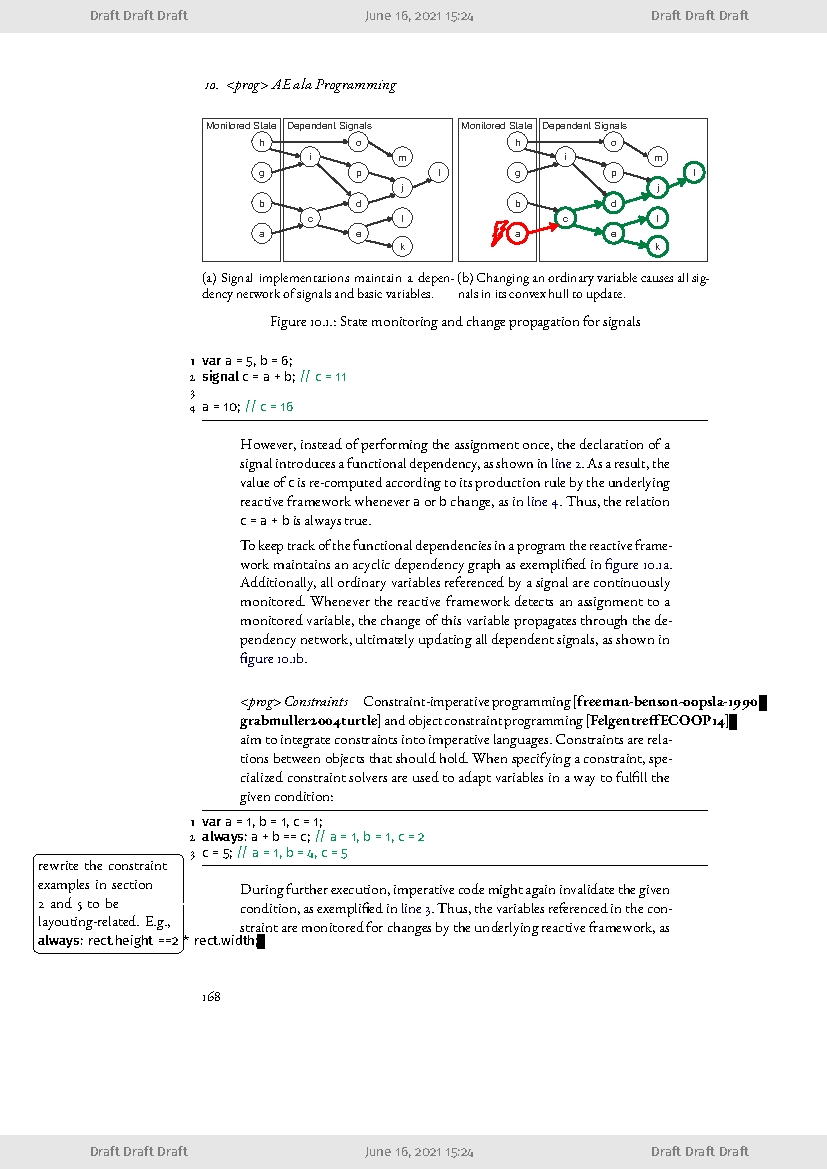 Draft Draft Draft June 16, 2021 15:24 Draft Draft Draft
10. <prog> AExala Programming
Monitored State Dependent Signals
h o
i m
g p l
j
b d
c l
a e
k
Monitored State Dependent Signals
h o
i m
g p l
j
b d
c l
a e
k
(a) Signal implementations maintain a depen-
dency network of signals and basic variables.
(b) Changing an ordinary variable causes all sig-
nals in its convex hull to update.
Figure 10.1.: State monitoring and change propagation for signals
1 var a = 5, b = 6;
2 signal c = a + b; // c = 11
3
4 a = 10; // c = 16
However, instead of performing the assignment once, the declaration of a
signal introduces a functional dependency, as shown in line 2. As a result, the
value of c is re-computed according to its production rule by the underlying
reactive framework whenever a or b change, as in line 4. Thus, the relation
c = a + b is always true.
To keep track of the functional dependencies in a program the reactive frame-
work maintains an acyclic dependency graph as exemplified in figure 10.1a.
Additionally, all ordinary variables referenced by a signal are continuously
monitored. Whenever the reactive framework detects an assignment to a
monitored variable, the change of this variable propagates through the de-
pendency network, ultimately updating all dependent signals, as shown in
figure 10.1b.
<prog> Constraints Constraint-imperative programming [freeman-benson-oopsla-1990
grabmuller2004turtle] and object constraint programming [FelgentreffECOOP14]
aim to integrate constraints into imperative languages. Constraints are rela-
tions between objects that should hold. When specifying a constraint, spe-
cialized constraint solvers are used to adapt variables in a way to fulfill the
given condition:
1 var a = 1, b = 1, c = 1;
2 always: a + b == c; // a = 1, b = 1, c = 2
3 c = 5; // a = 1, b = 4, c = 5
rewrite the constraint
examples in section
2 and 5 to be
layouting-related. E.g.,
always: rect.height ==2 * rect.width;
During further execution, imperative code might again invalidate the given
condition, as exemplified in line 3. Thus, the variables referenced in the con-
straint are monitored for changes by the underlying reactive framework, as
168
Draft Draft Draft June 16, 2021 15:24 Draft Draft Draft